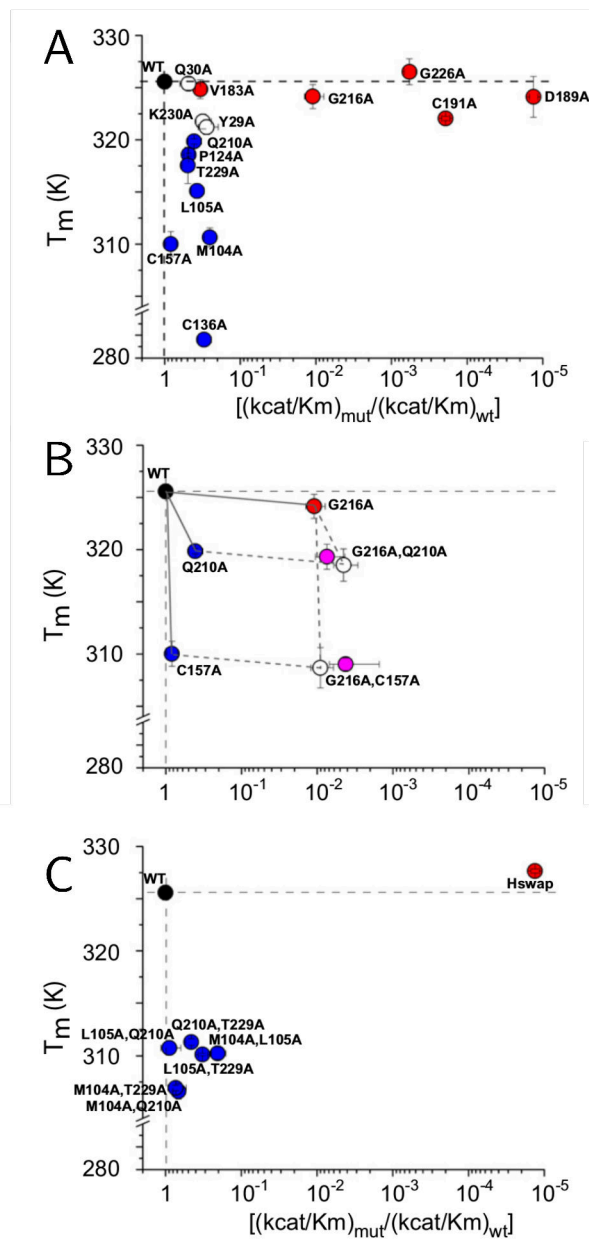 A
330
320
310
280
Tm (K)
WT
Q30A
V183A
G226A
G216A
C191A
D189A
K230A
Y29A
Q210A
P124A
T229A
L105A
M104A
C157A
C136A
1
10-1
10-2
10-3
10-4
10-5
[(kcat/Km)mut/(kcat/Km)wt]
B
330
320
310
280
Tm (K)
WT
G216A
Q210A
G216A,Q210A
C157A
G216A,C157A
1
10-1
10-2
10-3
10-4
10-5
C
330
320
310
280
Tm (K)
WT
Hswap
Q210A,T229A
L105A,Q210A
M104A,L105A
L105A,T229A
M104A,T229A
M104A,Q210A
1
10-1
10-2
10-3
10-4
10-5
[(kcat/Km)mut/(kcat/Km)wt]